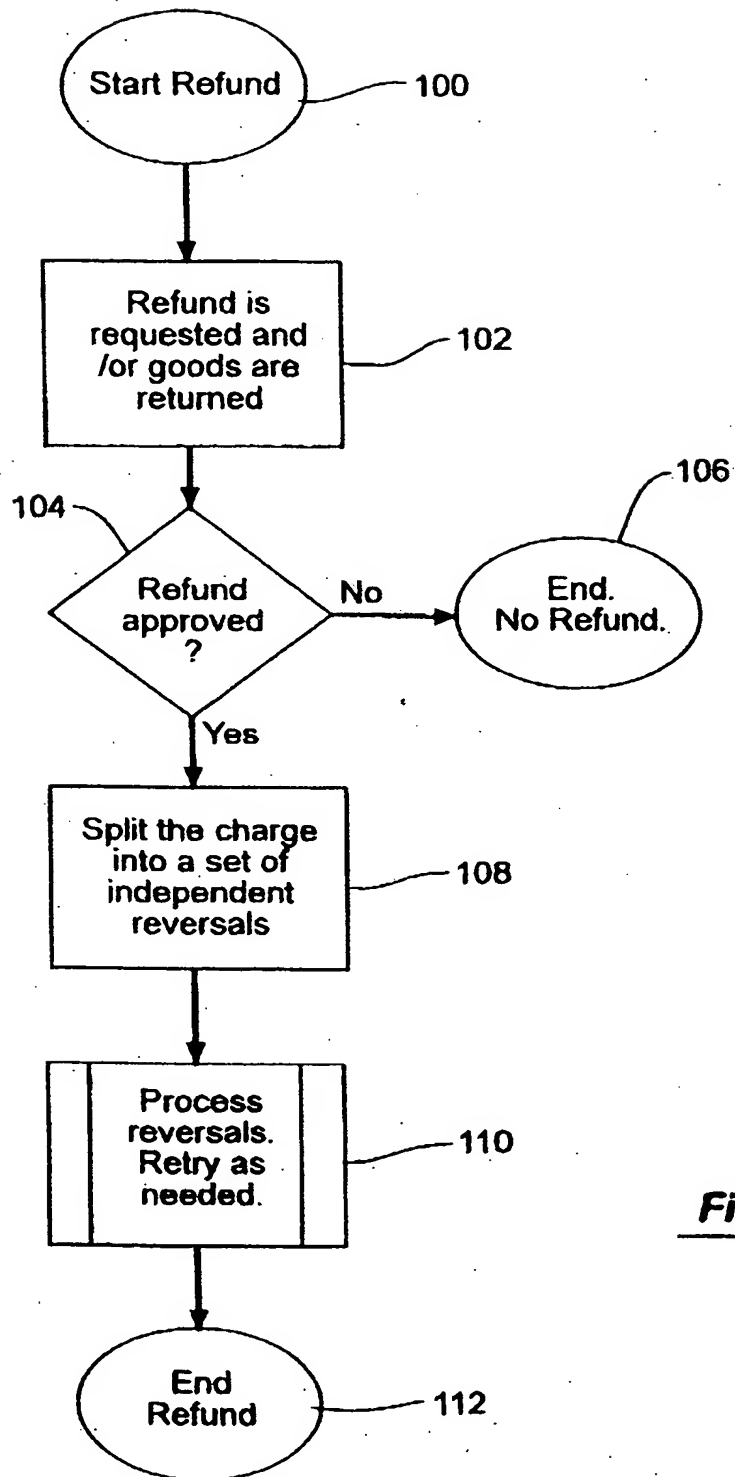 Start Refund
100
Refund is
requested and
/or goods are
returned
102
104
Refund
approved
?
No
106
End.
No Refund.
Yes
Split the charge
into a set of
independent
reversals
108
Process
reversals.
Retry as
needed.
110
Fi
End
Refund
112